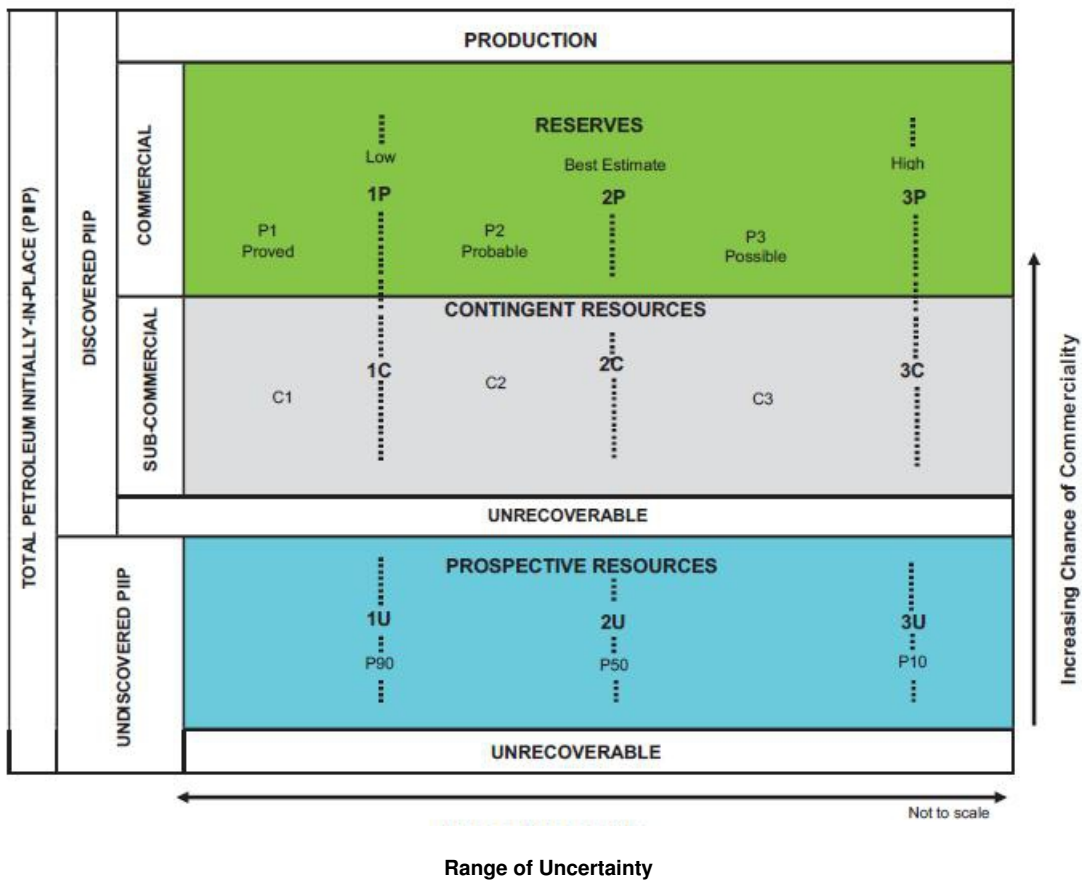 PRODUCTION
TOTAL PETROLEUM INITIALLY-IN-PLACE (PIIP)
DISCOVERED PIIP
COMMERCIAL
RESERVES
Low
Best Estimate
High
1P
2P
3P
P1
Proved
P2
Probable
P3
Possible
SUB-COMMERCIAL
CONTINGENT RESOURCES
1C
2C
3C
C1
C2
C3
UNRECOVERABLE
UNDISCOVERED PIIP
PROSPECTIVE RESOURCES
1U
2U
3U
P90
P50
P10
UNRECOVERABLE
Increasing Chance of Commerciality
Not to scale
Range of Uncertainty